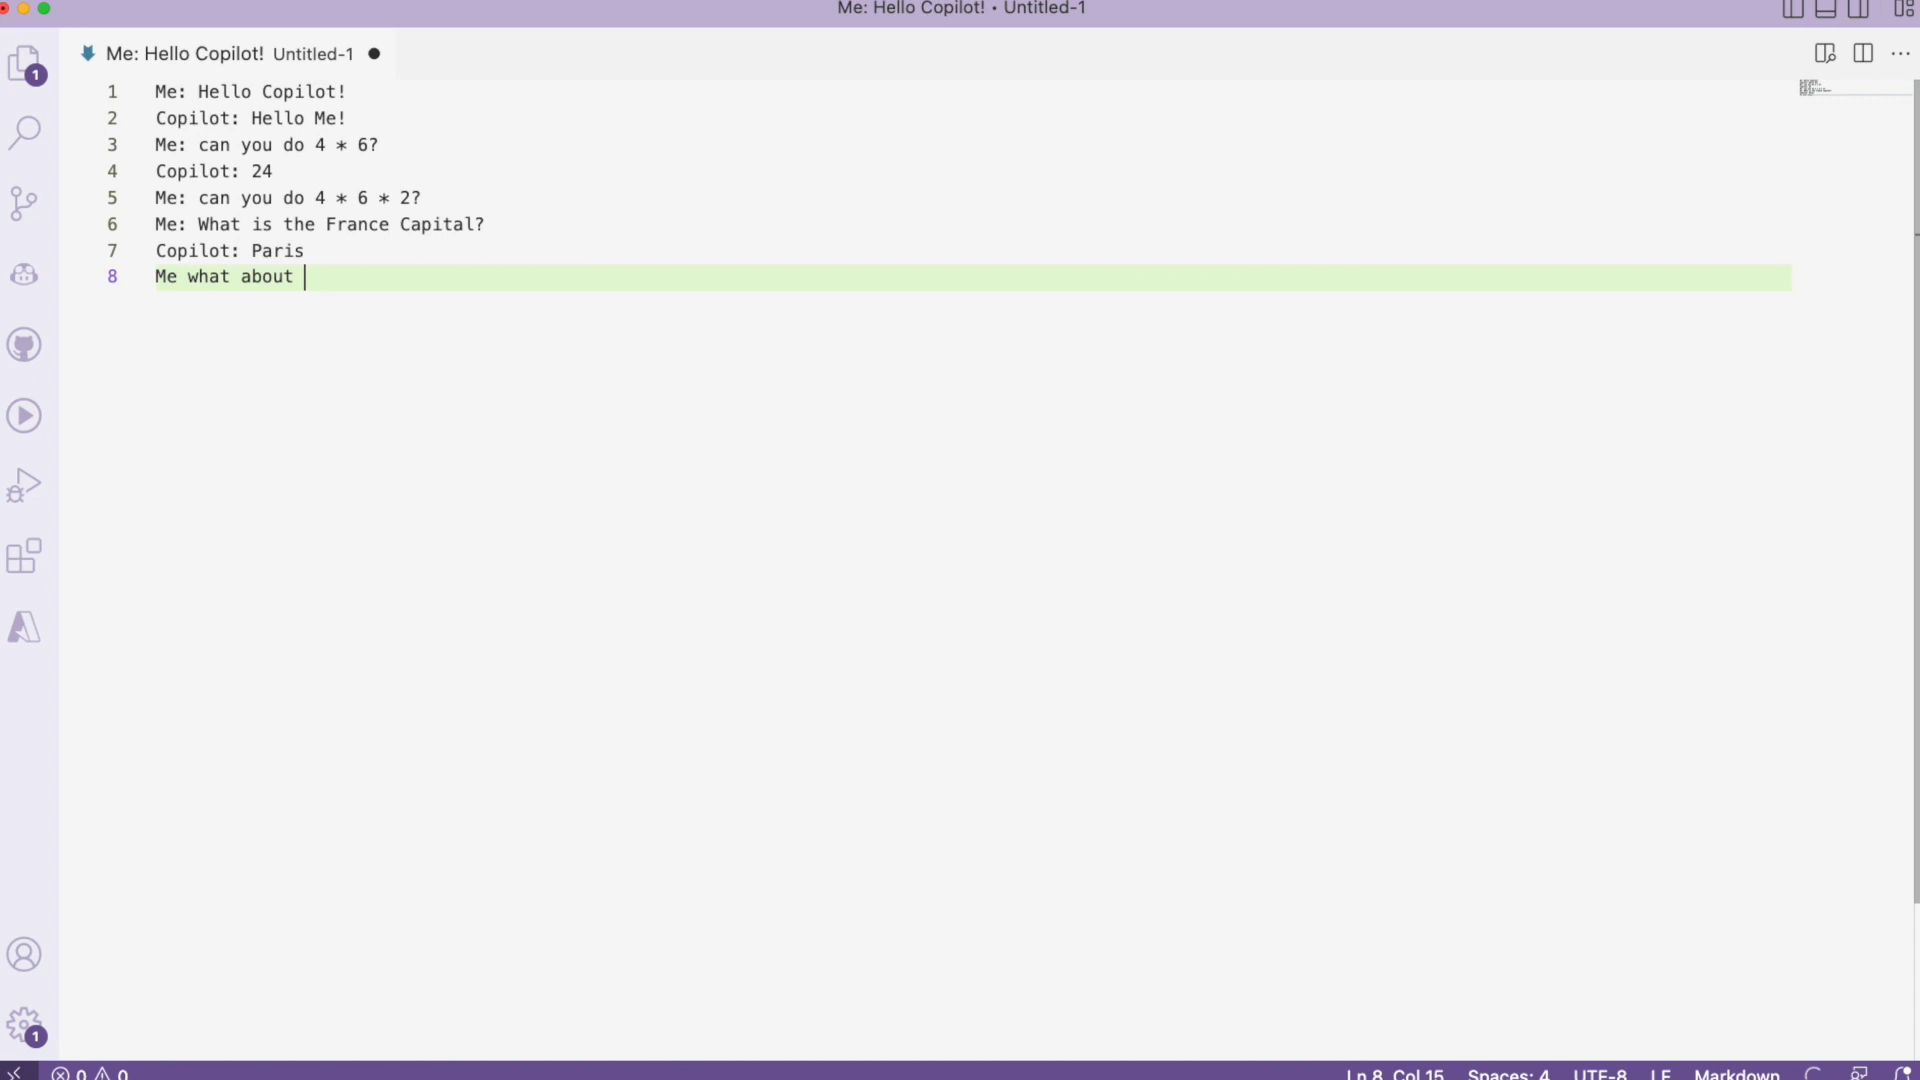 Me: Hello Copilot! • Untitled-1
Me: Hello Copilot! Untitled-1
1 Me: Hello Copilot!
2 Copilot: Hello Me!
3 Me: can you do 4 * 6?
4 Copilot: 24
5 Me: can you do 4 * 6 * 2?
6 Me: What is the France Capital?
7 Copilot: Paris
8 Me what about
1
1
0 0 Ln 8, Col 15 Spaces: 4 UTF-8 LF Markdown